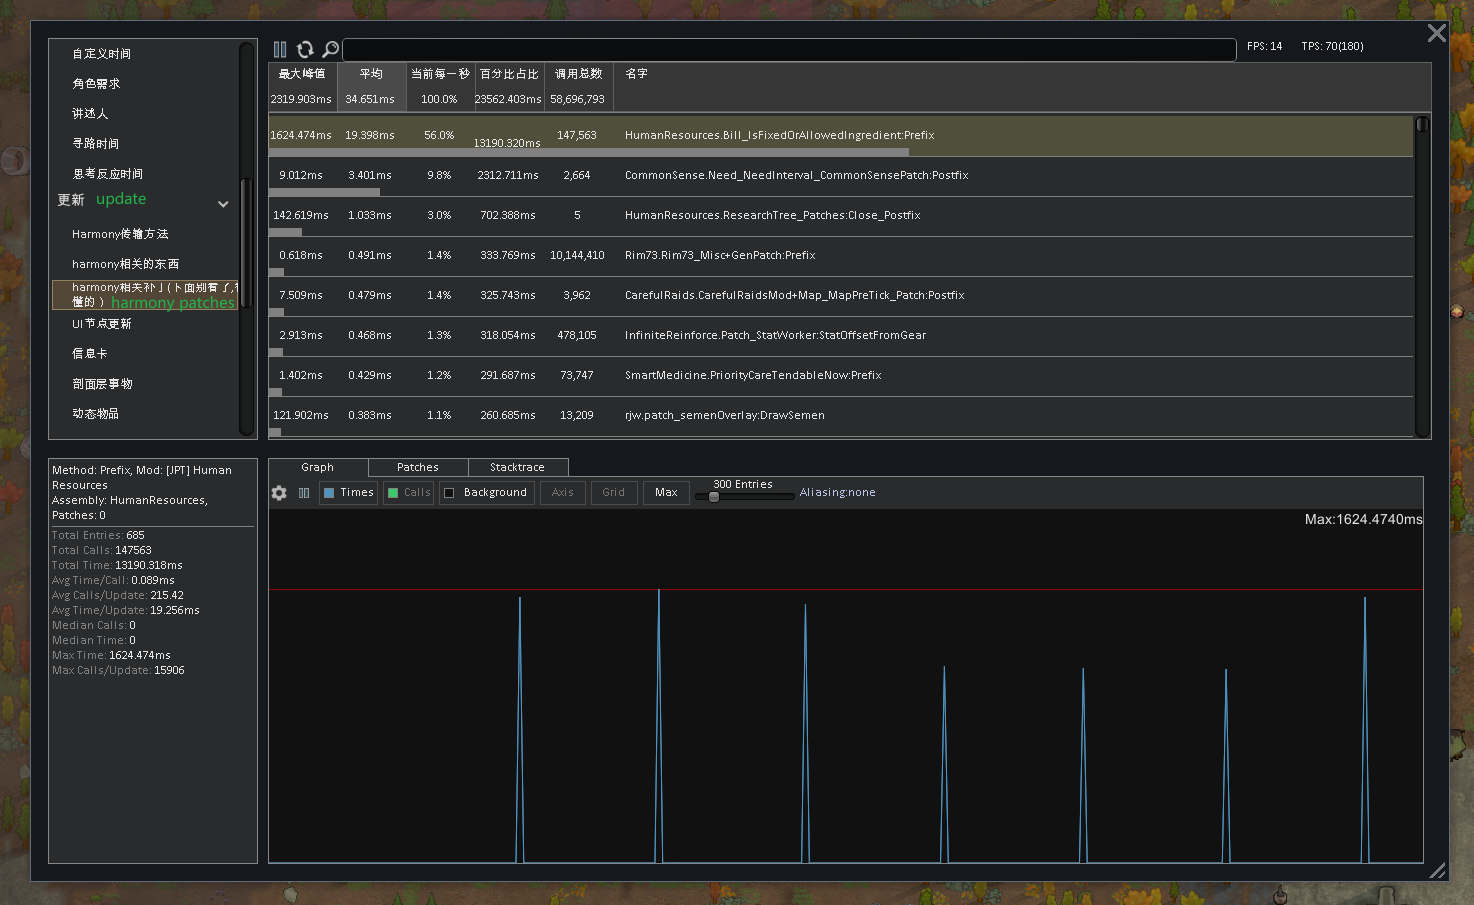 自定义时间
角色需求
讲述人
寻路时间
思考反应时间
更新 update
Harmony传输方法
harmony相关的东西
harmony相关补丁(下面别看了,
懂的 ) harmony patches
UI节点更新
信息卡
剖面层事物
动态物品
FPS: 14 TPS: 70(180)
最大峰值 平均 当前每一秒 百分比占比 调用总数 名字
2319.903ms 34.651ms 100.0% 23562.403ms 58,696,793
1624.474ms 19.398ms 56.0% 13190.320ms 147,563 HumanResources.Bill_IsFixedOrAllowedIngredient:Prefix
9.012ms 3.401ms 9.8% 2312.711ms 2,664 CommonSense.Need_NeedInterval_CommonSensePatch:Postfix
142.619ms 1.033ms 3.0% 702.388ms 5 HumanResources.ResearchTree_Patches:Close_Postfix
0.618ms 0.491ms 1.4% 333.769ms 10,144,410 Rim73.Rim73_Misc+GenPatch:Prefix
7.509ms 0.479ms 1.4% 325.743ms 3,962 CarefulRaids.CarefulRaidsMod+Map_MapPreTick_Patch:Postfix
2.913ms 0.468ms 1.3% 318.054ms 478,105 InfiniteReinforce.Patch_StatWorker:StatOffsetFromGear
1.402ms 0.429ms 1.2% 291.687ms 73,747 SmartMedicine.PriorityCareTendableNow:Prefix
121.902ms 0.383ms 1.1% 260.685ms 13,209 rjw.patch_semenOverlay:DrawSemen
Method: Prefix, Mod: [JPT] Human
Resources
Assembly: HumanResources,
Patches: 0
Total Entries: 685
Total Calls: 147563
Total Time: 13190.318ms
Avg Time/Call: 0.089ms
Avg Calls/Update: 215.42
Avg Time/Update: 19.256ms
Median Calls: 0
Median Time: 0
Max Time: 1624.474ms
Max Calls/Update: 15906
Graph Patches Stacktrace
Times Calls Background Axis Grid Max 300 Entries Aliasing:none
Max:1624.4740ms